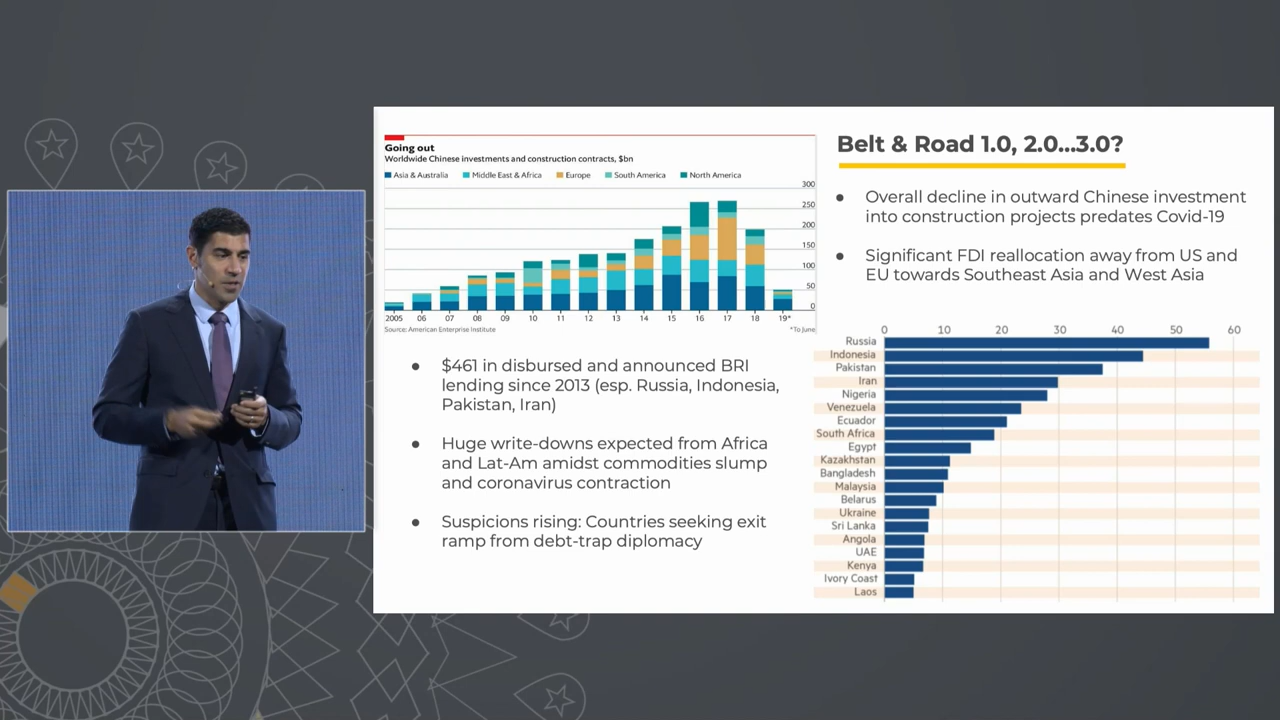 Going out
Worldwide Chinese investments and construction contracts, $bn
Asia & Australia
Middle East & Africa
Europe
South America
North America
300
250
200
150
100
50
0
2005 06 07 08 09 10 11 12 13 14 15 16 17 18 19*
Source: American Enterprise Institute
*To June
• $461 in disbursed and announced BRI
lending since 2013 (esp. Russia, Indonesia,
Pakistan, Iran)
• Huge write-downs expected from Africa
and Lat-Am amidst commodities slump
and coronavirus contraction
• Suspicions rising: Countries seeking exit
ramp from debt-trap diplomacy
Belt & Road 1.0, 2.0...3.0?
• Overall decline in outward Chinese investment
into construction projects predates Covid-19
• Significant FDI reallocation away from US and
EU towards Southeast Asia and West Asia
0 10 20 30 40 50 60
Russia
Indonesia
Pakistan
Iran
Nigeria
Venezuela
Ecuador
South Africa
Egypt
Kazakhstan
Bangladesh
Malaysia
Belarus
Ukraine
Sri Lanka
Angola
UAE
Kenya
Ivory Coast
Laos